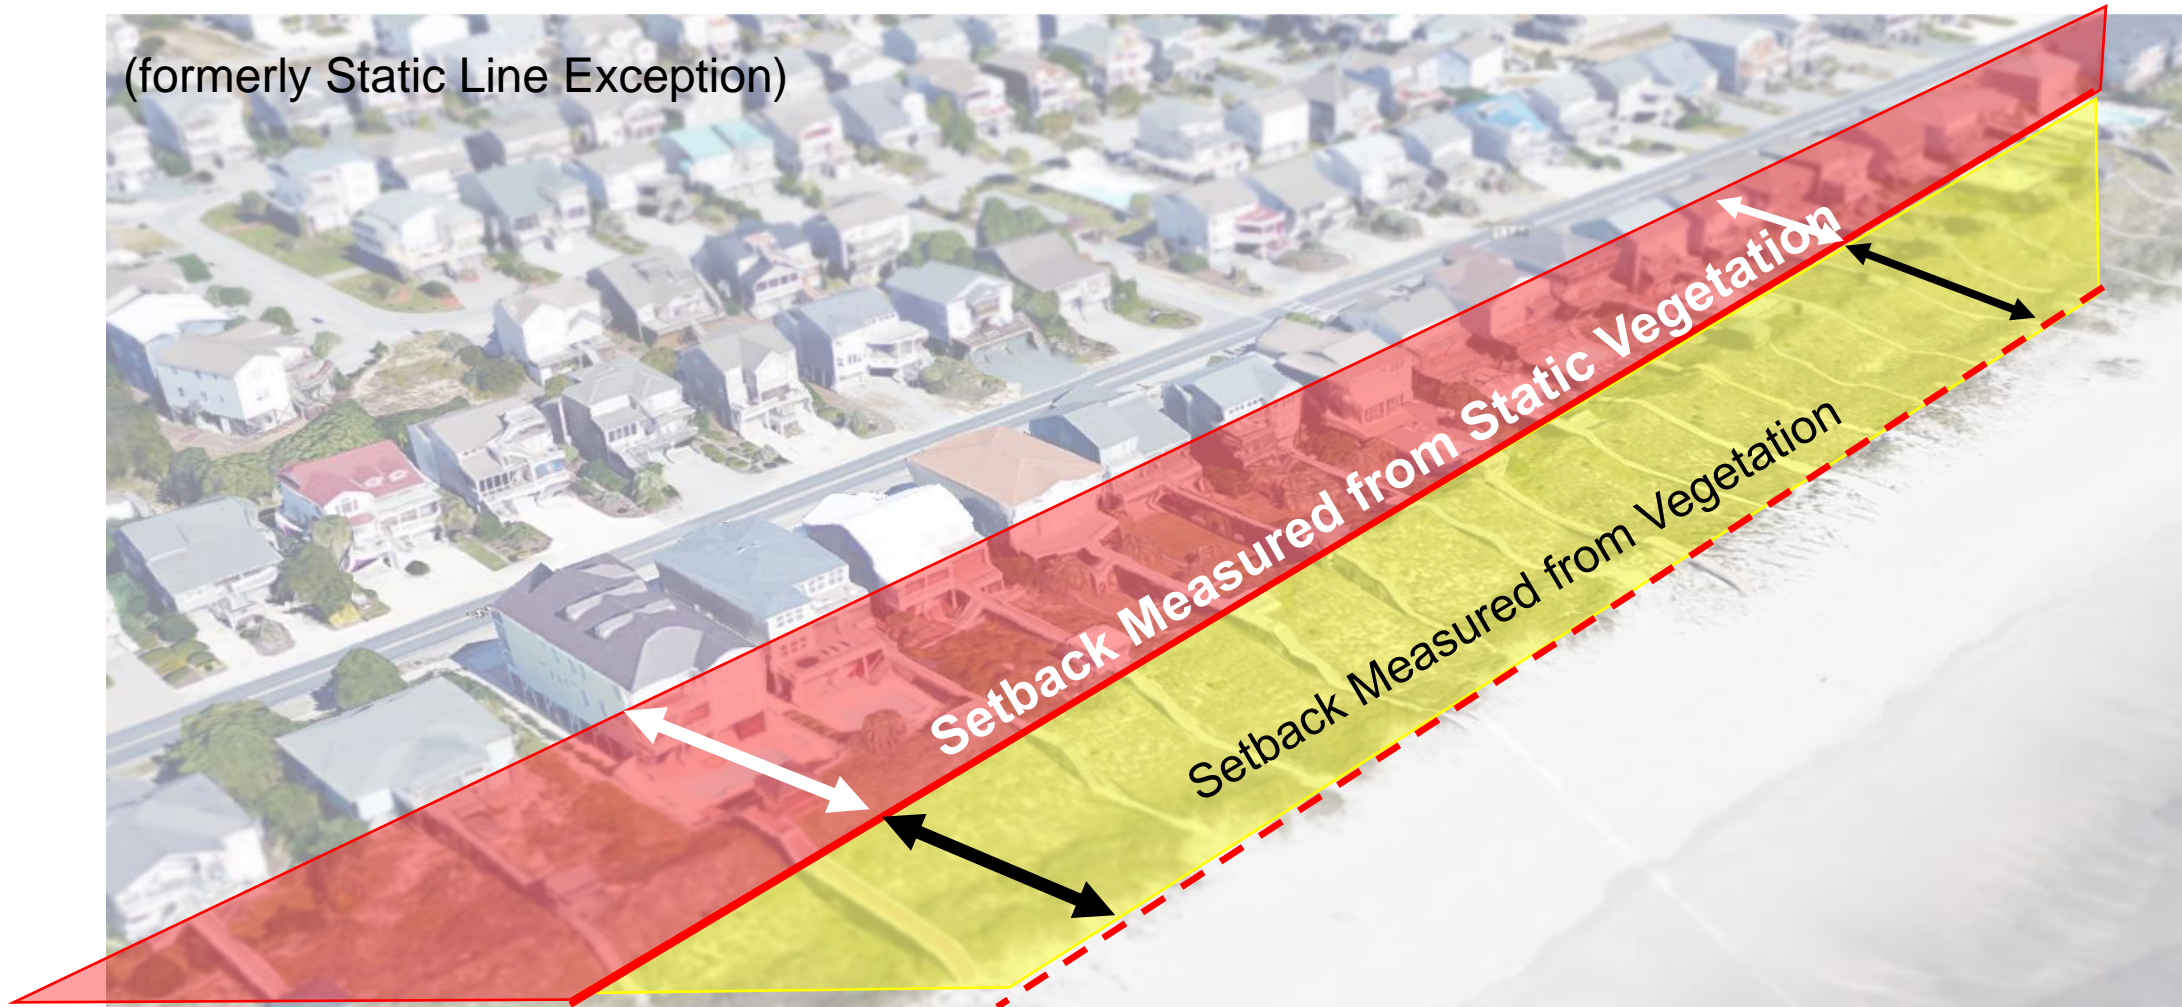 (formerly Static Line Exception)
Setback Measured from Static Vegetation
Setback Measured from Vegetation